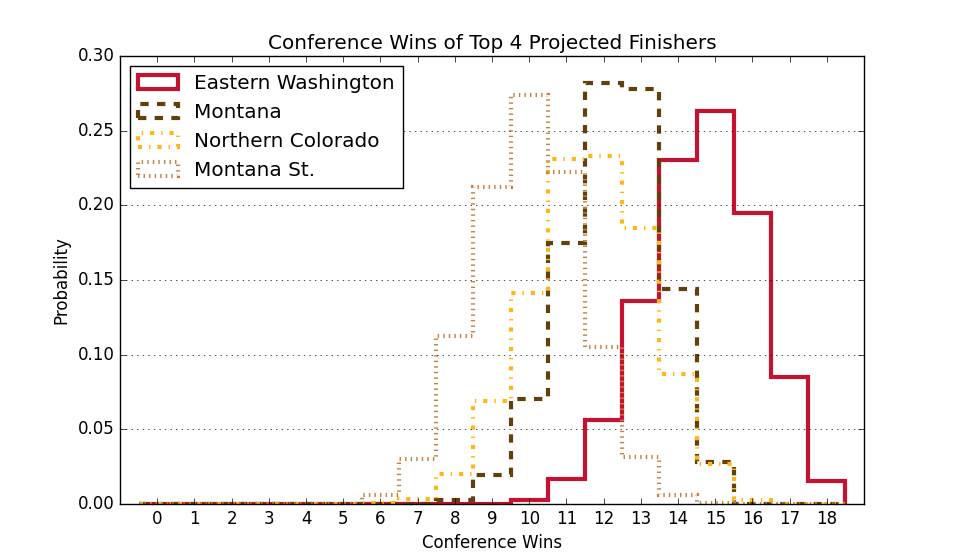 Conference Wins of Top 4 Projected Finishers
0.30
Eastern Washington
Montana
Northern Colorado
Montana St.
0.25
0.20
0.15
0.10
0.05
0.00
Probability
0 1 2 3 4 5 6 7 8 9 10 11 12 13 14 15 16 17 18
Conference Wins